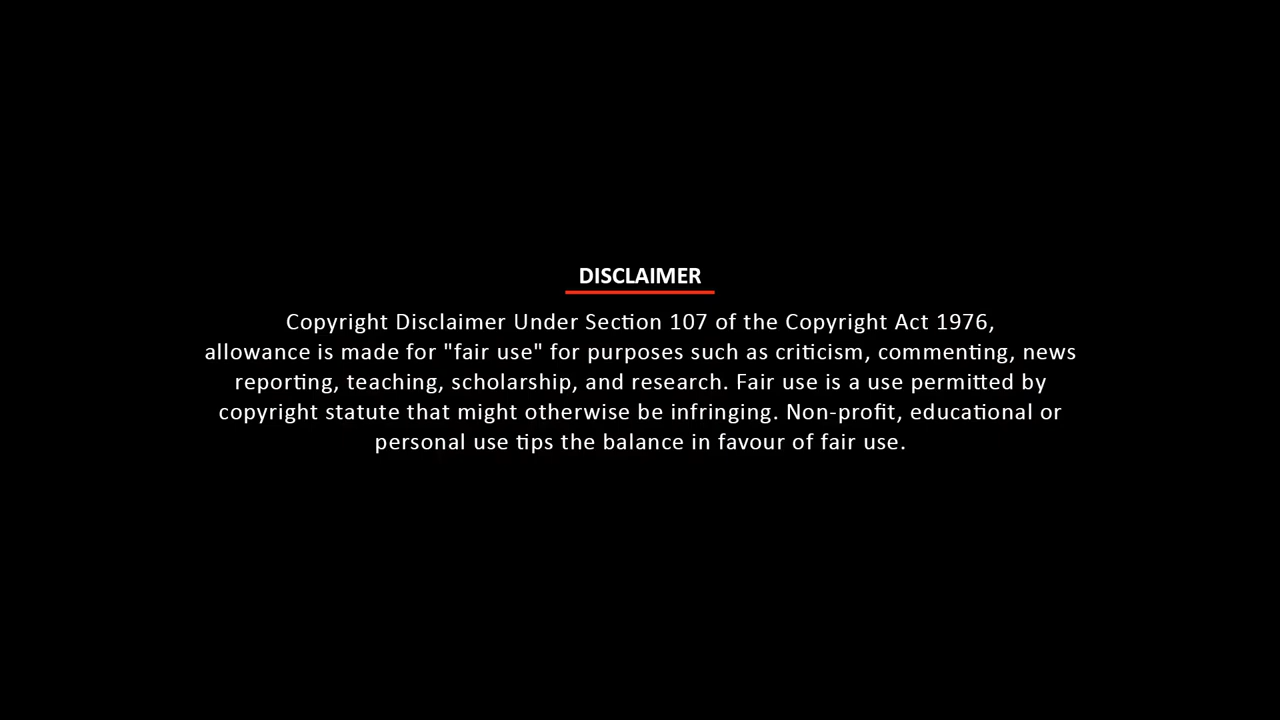 DISCLAIMER
Copyright Disclaimer Under Section 107 of the Copyright Act 1976,
allowance is made for "fair use" for purposes such as criticism, commenting, news
reporting, teaching, scholarship, and research. Fair use is a use permitted by
copyright statute that might otherwise be infringing. Non-profit, educational or
personal use tips the balance in favour of fair use.